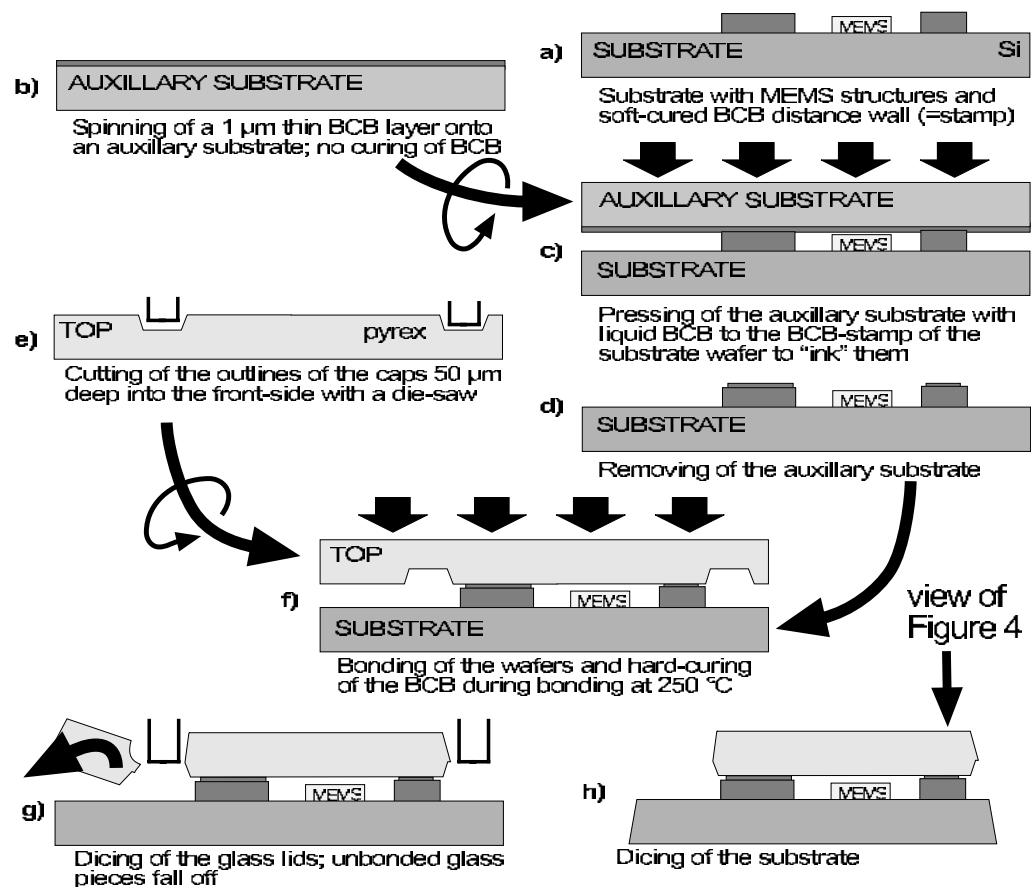 a)
MEMS
SUBSTRATE Si
Substrate with MEMS structures and
soft-cured BCB distance wall (=stamp)
b)
AUXILLARY SUBSTRATE
Spinning of a 1 µm thin BCB layer onto
an auxillary substrate; no curing of BCB
c)
AUXILLARY SUBSTRATE
MEMS
SUBSTRATE
Pressing of the auxillary substrate with
liquid BCB to the BCB-stamp of the
substrate wafer to "ink" them
d)
MEMS
SUBSTRATE
Removing of the auxillary substrate
e)
TOP pyrex
Cutting of the outlines of the caps 50 µm
deep into the front-side with a die-saw
f)
TOP
MEMS
SUBSTRATE
Bonding of the wafers and hard-curing
of the BCB during bonding at 250 °C
view of
Figure 4
g)
MEMS
Dicing of the glass lids; unbonded glass
pieces fall off
h)
MEMS
Dicing of the substrate